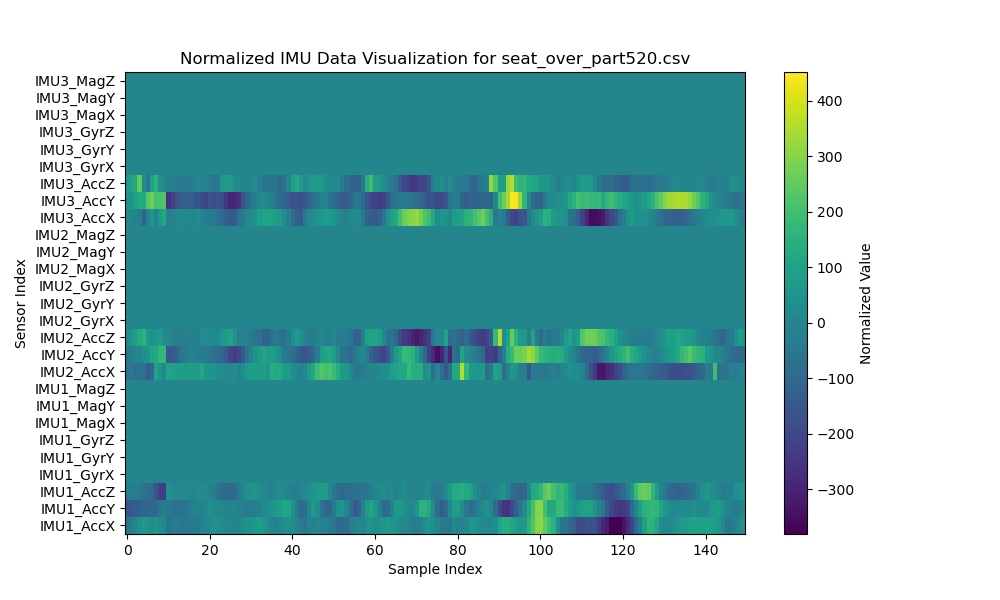 Normalized IMU Data Visualization for seat_over_part520.csv
IMU3_MagZ
IMU3_MagY
IMU3_MagX
IMU3_GyrZ
IMU3_GyrY
IMU3_GyrX
IMU3_AccZ
IMU3_AccY
IMU3_AccX
IMU2_MagZ
IMU2_MagY
IMU2_MagX
IMU2_GyrZ
IMU2_GyrY
IMU2_GyrX
IMU2_AccZ
IMU2_AccY
IMU2_AccX
IMU1_MagZ
IMU1_MagY
IMU1_MagX
IMU1_GyrZ
IMU1_GyrY
IMU1_GyrX
IMU1_AccZ
IMU1_AccY
IMU1_AccX
Sensor Index
0 20 40 60 80 100 120 140
Sample Index
400
300
200
100
0
−100
−200
−300
Normalized Value